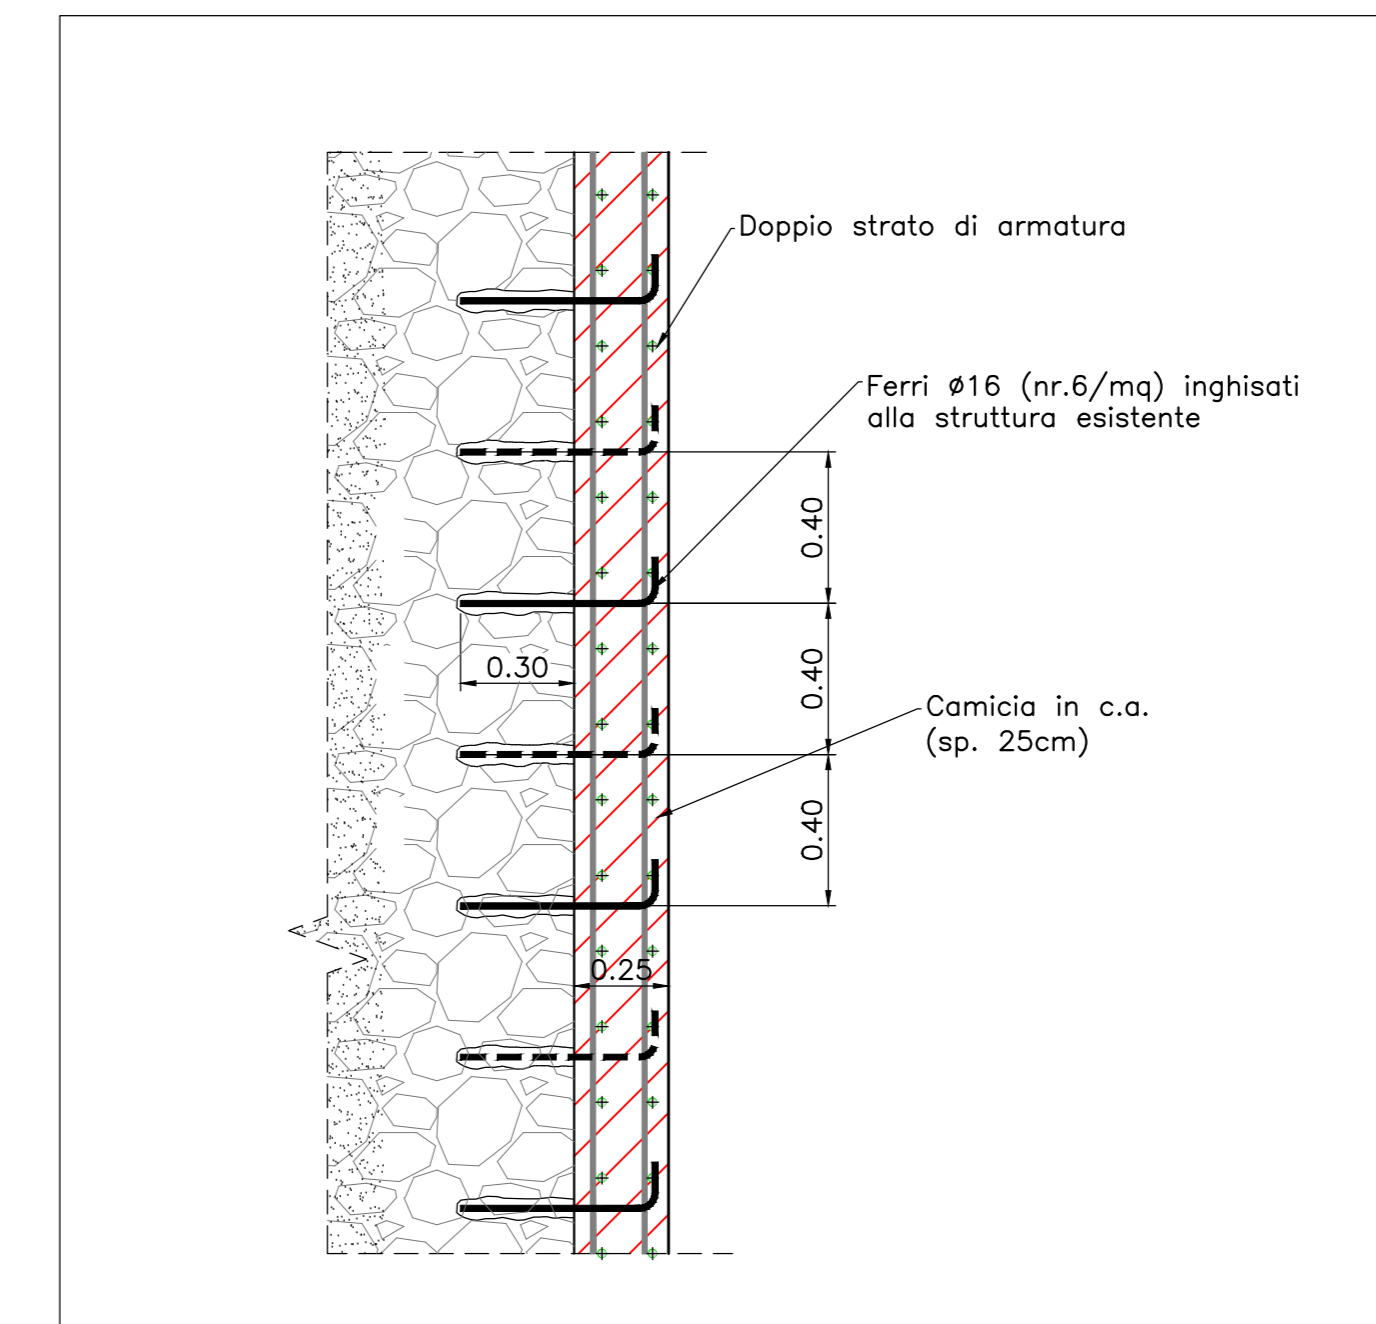 Doppio strato di armatura
Ferri ø16 (nr.6/mq) inghisati
alla struttura esistente
0.40
0.40
0.30
Camicia in c.a.
(sp. 25cm)
0.40
0.25